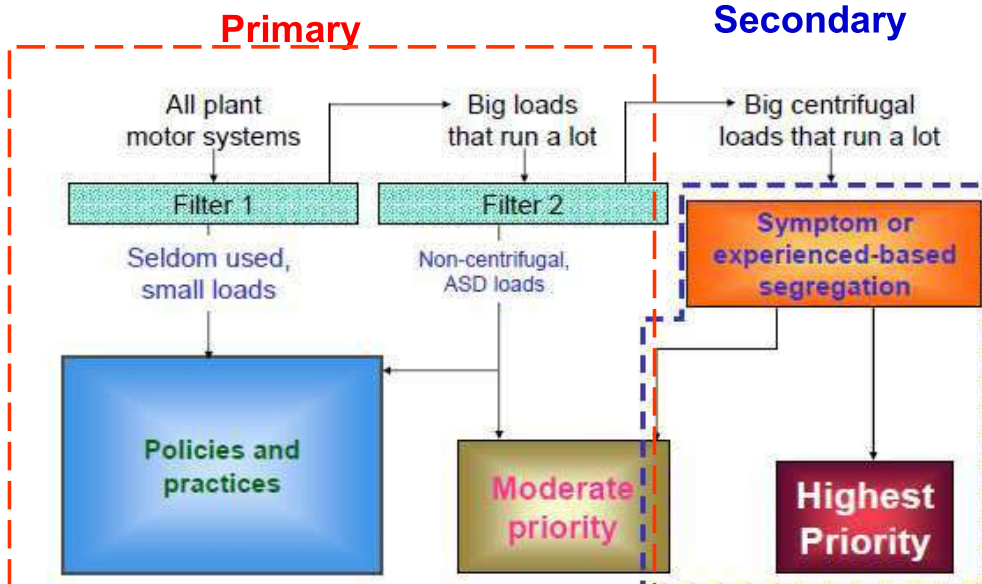 Primary
Secondary
All plant
motor systems
Big loads
that run a lot
Big centrifugal
loads that run a lot
Filter 1
Filter 2
Symptom or
experienced-based
segregation
Seldom used,
small loads
Non-centrifugal,
ASD loads
Policies and
practices
Moderate
priority
Highest
Priority